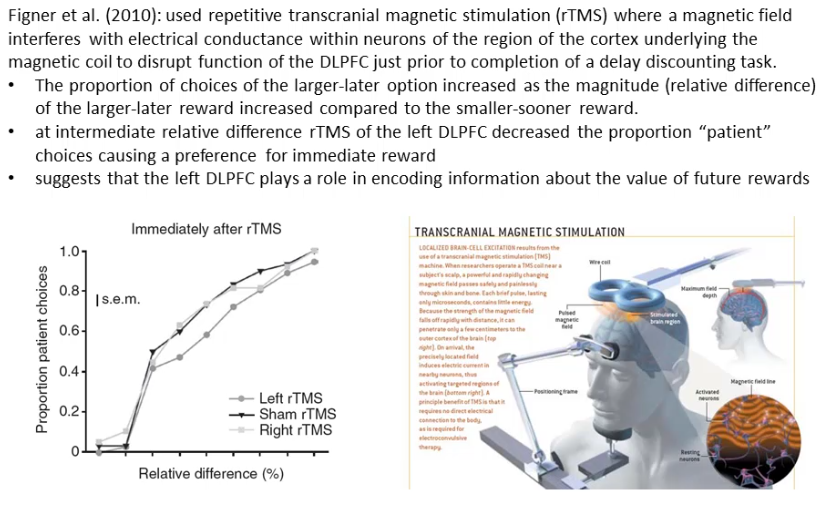 Figner et al. (2010): used repetitive transcranial magnetic stimulation (rTMS) where a magnetic field
interferes with electrical conductance within neurons of the region of the cortex underlying the
magnetic coil to disrupt function of the DLPFC just prior to completion of a delay discounting task.
• The proportion of choices of the larger-later option increased as the magnitude (relative difference)
of the larger-later reward increased compared to the smaller-sooner reward.
• at intermediate relative difference rTMS of the left DLPFC decreased the proportion “patient”
choices causing a preference for immediate reward
• suggests that the left DLPFC plays a role in encoding information about the value of future rewards
Immediately after rTMS
Proportion patient choices
1.0
0.8
0.6
0.4
0.2
0
s.e.m.
Left rTMS
Sham rTMS
Right rTMS
Relative difference (%)
TRANSCRANIAL MAGNETIC STIMULATION
LOCALIZED BRAIN-CELL EXCITATION results from the
use of a transcranial magnetic stimulation (TMS)
machine. When researchers operate a TMS coil near a
subject's scalp, a powerful and rapidly changing
magnetic field passes safely and painlessly
through skin and bone. Each brief pulse, lasting
only microseconds, contains little energy.
Because the strength of the magnetic field
falls off rapidly with distance, it can
penetrate only a few centimeters to the
outer cortex of the brain (top
right). On arrival, the
precisely located field
induces electric current in
nearby neurons, thus
activating targeted regions of
the brain (bottom right). A
principle benefit of TMS is that it
requires no direct electrical
connection to the body,
as is required for
electroconvulsive
therapy.
Wire coil
Pulsed
magnetic
field
Stimulated
brain region
Maximum field
depth
Positioning frame
Magnetic field line
Activated
neurons
Resting
neurons